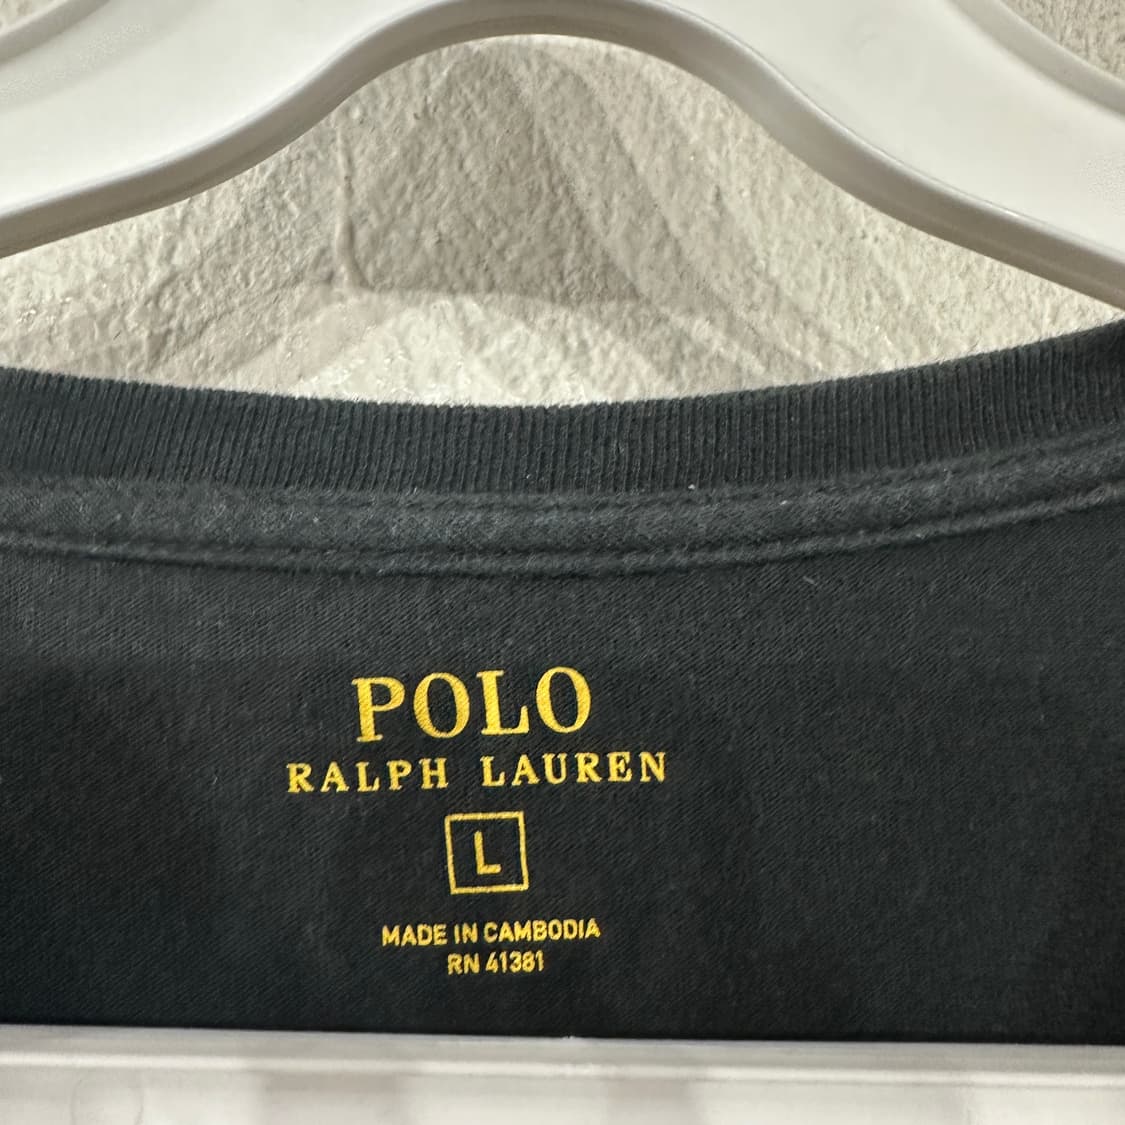 POLO
RALPH LAUREN
L
MADE IN CAMBODIA
RN 41381